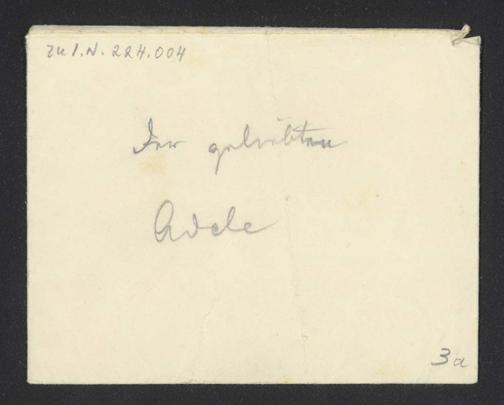 zu I.N. 224.004
Der geliebten
Adele
3a